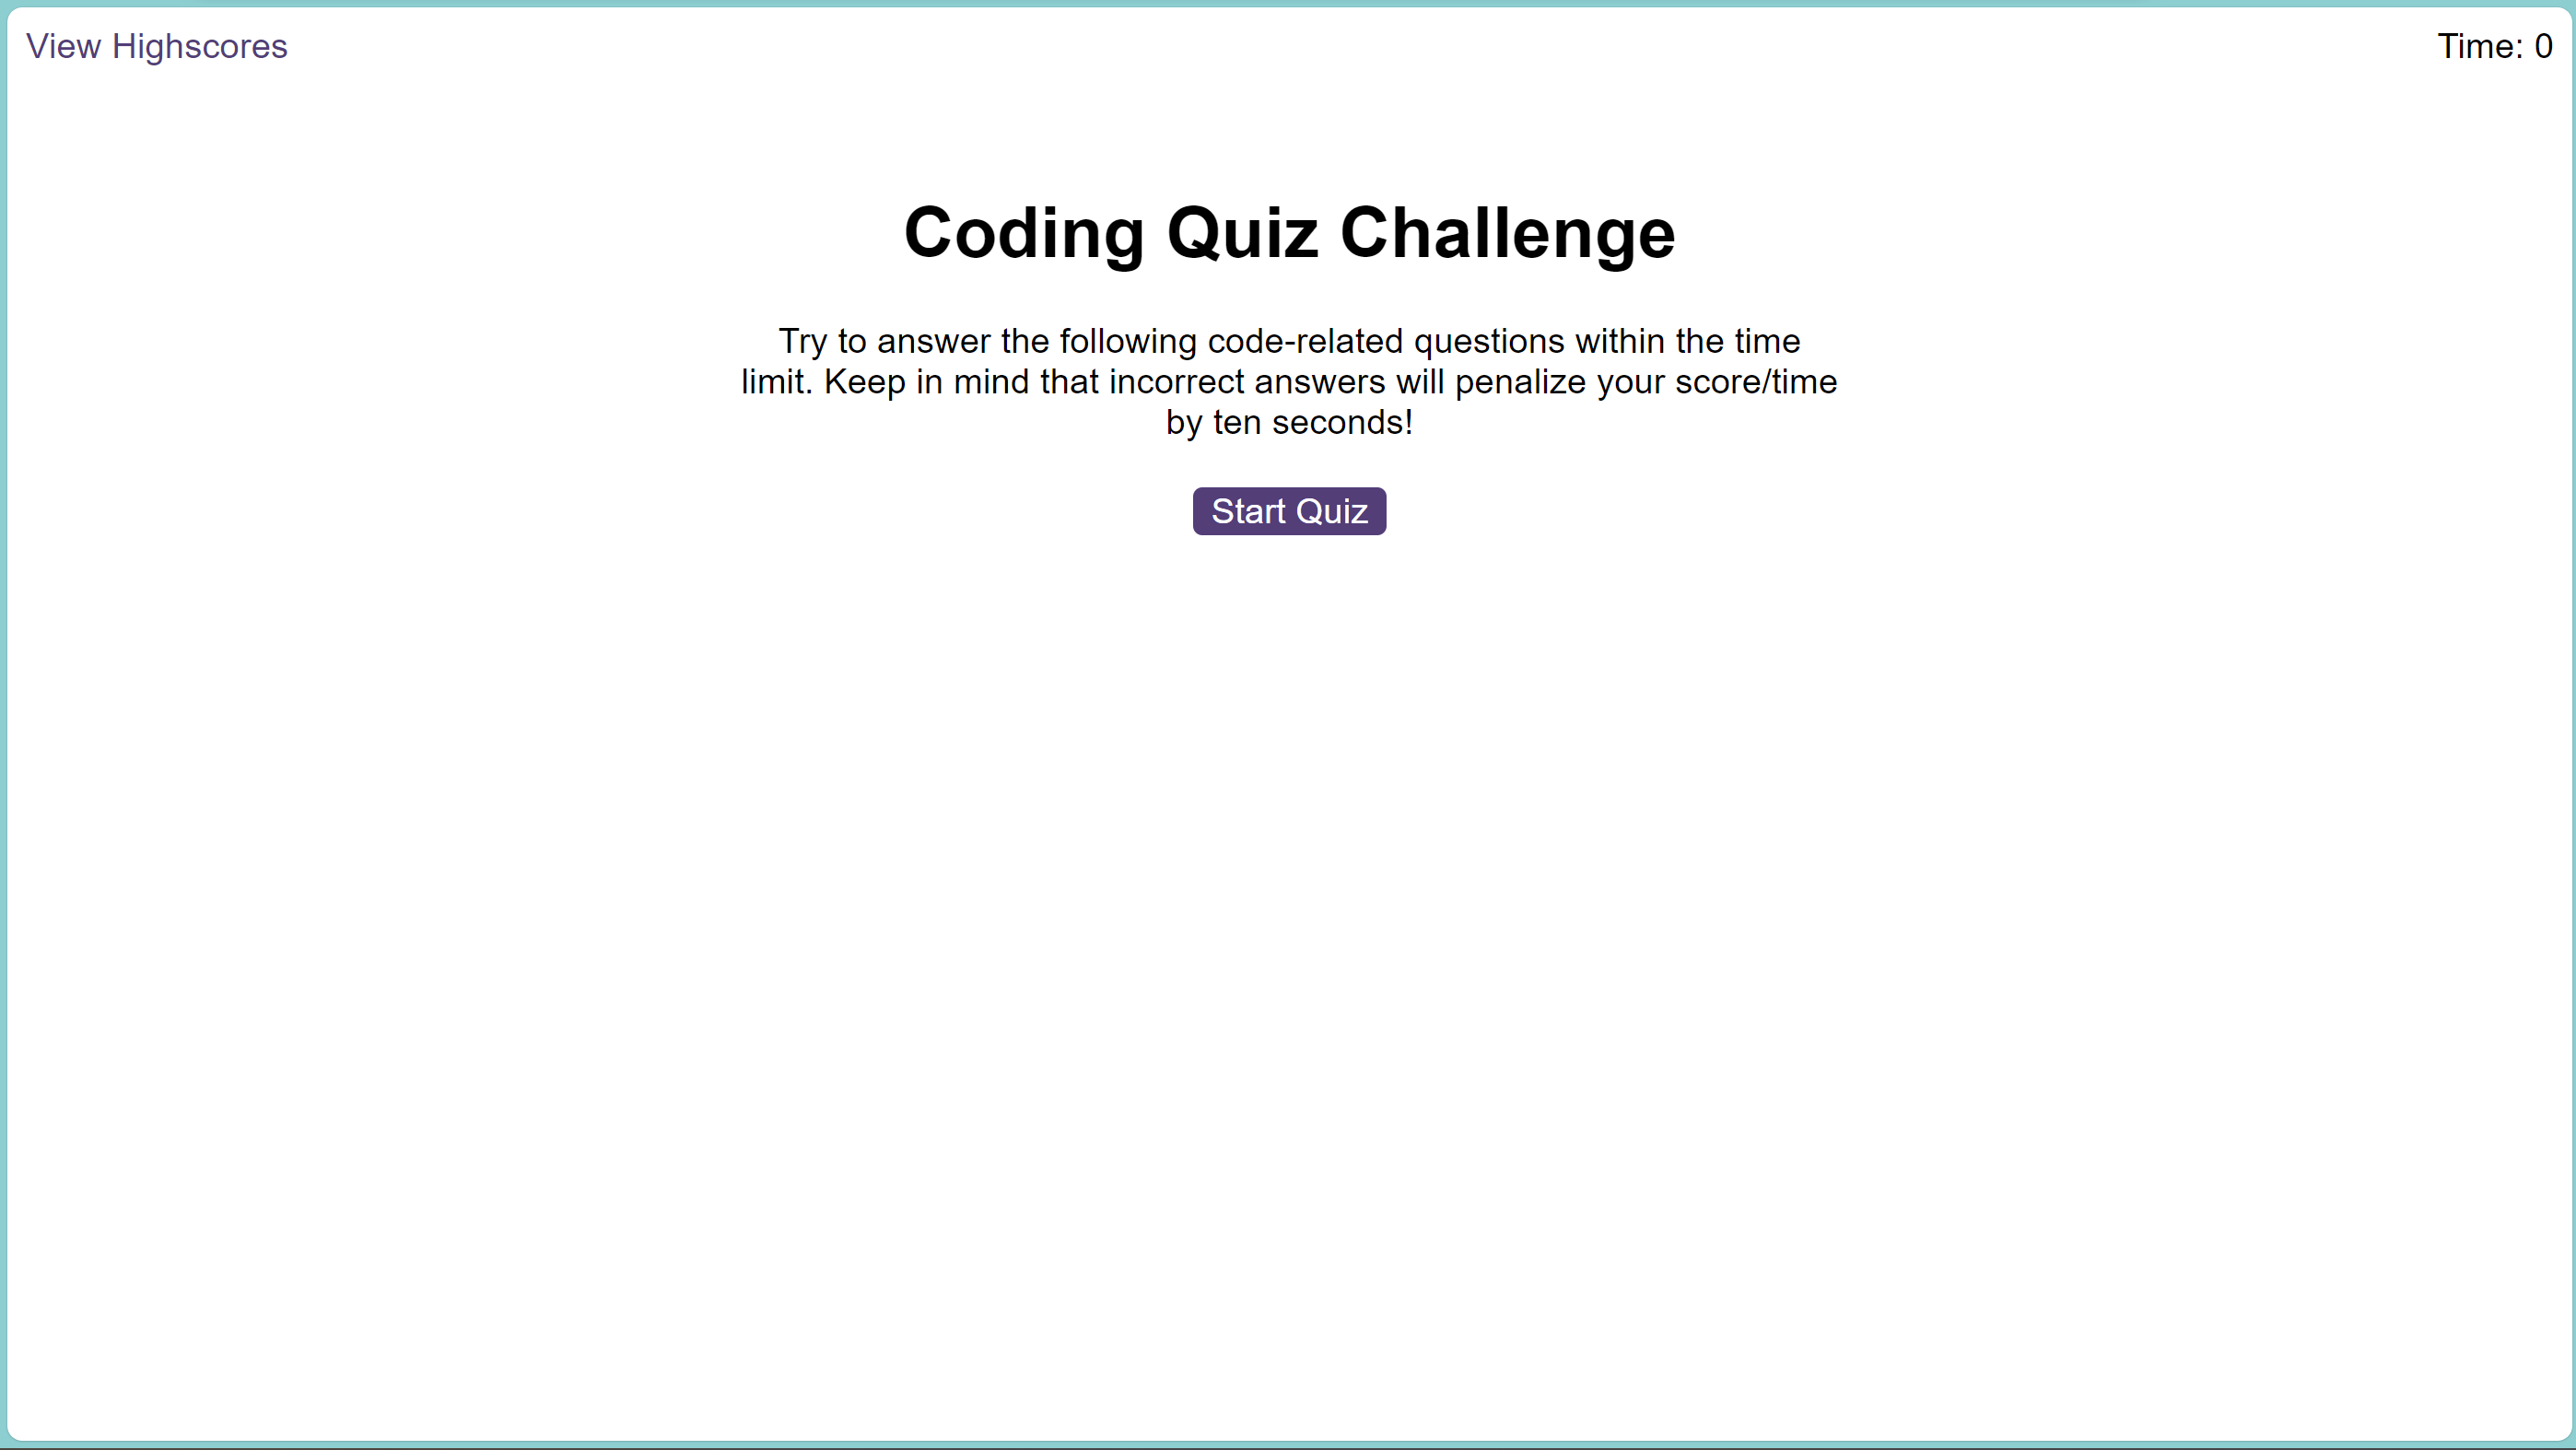 View Highscores
Time: 0
Coding Quiz Challenge
Try to answer the following code-related questions within the time
limit. Keep in mind that incorrect answers will penalize your score/time
by ten seconds!
Start Quiz